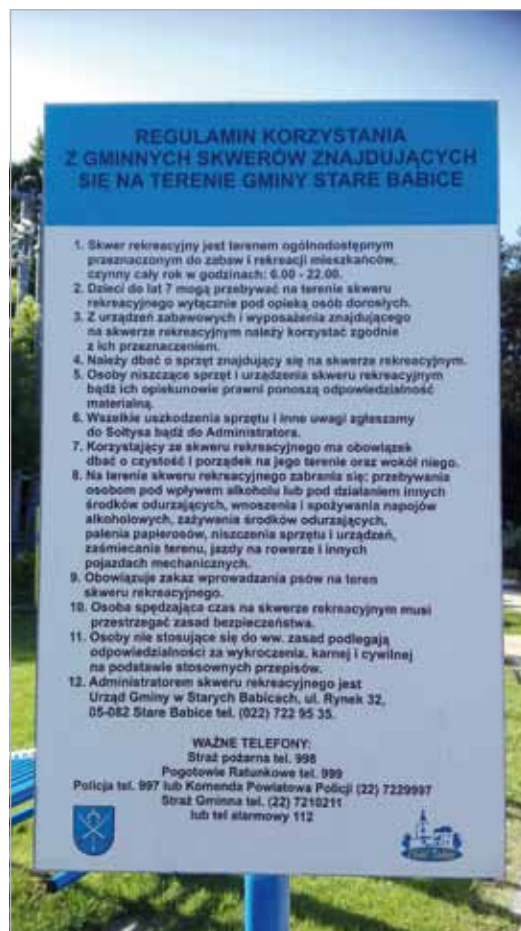 REGULAMIN KORZYSTANIA
Z GMINNYCH SKWERÓW ZNAJDUJĄCYCH
SIĘ NA TERENIE GMINY STARE BABICE
1. Skwer rekreacyjny jest terenem ogólnodostępnym
przeznaczonym do zabaw i rekreacji mieszkańców,
czynny cały rok w godzinach: 6.00 - 22.00.
2. Dzieci do lat 7 mogą przebywać na terenie skweru
rekreacyjnego wyłącznie pod opieką osób dorosłych.
3. Z urządzeń zabawowych i wyposażenia znajdującego
na skwerze rekreacyjnym należy korzystać zgodnie
z ich przeznaczeniem.
4. Należy dbać o sprzęt znajdujący się na skwerze rekreacyjnym.
5. Osoby niszczące sprzęt i urządzenia skweru rekreacyjnym
bądź ich opiekunowie prawni ponoszą odpowiedzialność
materialną.
6. Wszelkie uszkodzenia sprzętu i inne uwagi zgłaszamy
do Sołtysa bądź do Administratora.
7. Korzystający ze skweru rekreacyjnego ma obowiązek
dbać o czystość i porządek na jego terenie oraz wokół niego.
8. Na terenie skweru rekreacyjnego zabrania się: przebywania
osobom pod wpływem alkoholu lub pod działaniem innych
środków odurzających, wnoszenia i spożywania napojów
alkoholowych, zażywania środków odurzających,
palenia papierosów, niszczenia sprzętu i urządzeń,
zaśmiecania terenu, jazdy na rowerze i innych
pojazdach mechanicznych.
9. Obowiązuje zakaz wprowadzania psów na teren
skweru rekreacyjnego.
10. Osoba spędzająca czas na skwerze rekreacyjnym musi
przestrzegać zasad bezpieczeństwa.
11. Osoby nie stosujące się do ww. zasad podlegają
odpowiedzialności za wykroczenia, karnej i cywilnej
na podstawie stosownych przepisów.
12. Administratorem skweru rekreacyjnego jest
Urząd Gminy w Starych Babicach, ul. Rynek 32,
05-082 Stare Babice tel. (022) 722 95 35.
WAŻNE TELEFONY:
Straż pożarna tel. 998
Pogotowie Ratunkowe tel. 999
Policja tel. 997 lub Komenda Powiatowa Policji (22) 7229997
Straż Gminna tel. (22) 7210211
lub tel alarmowy 112